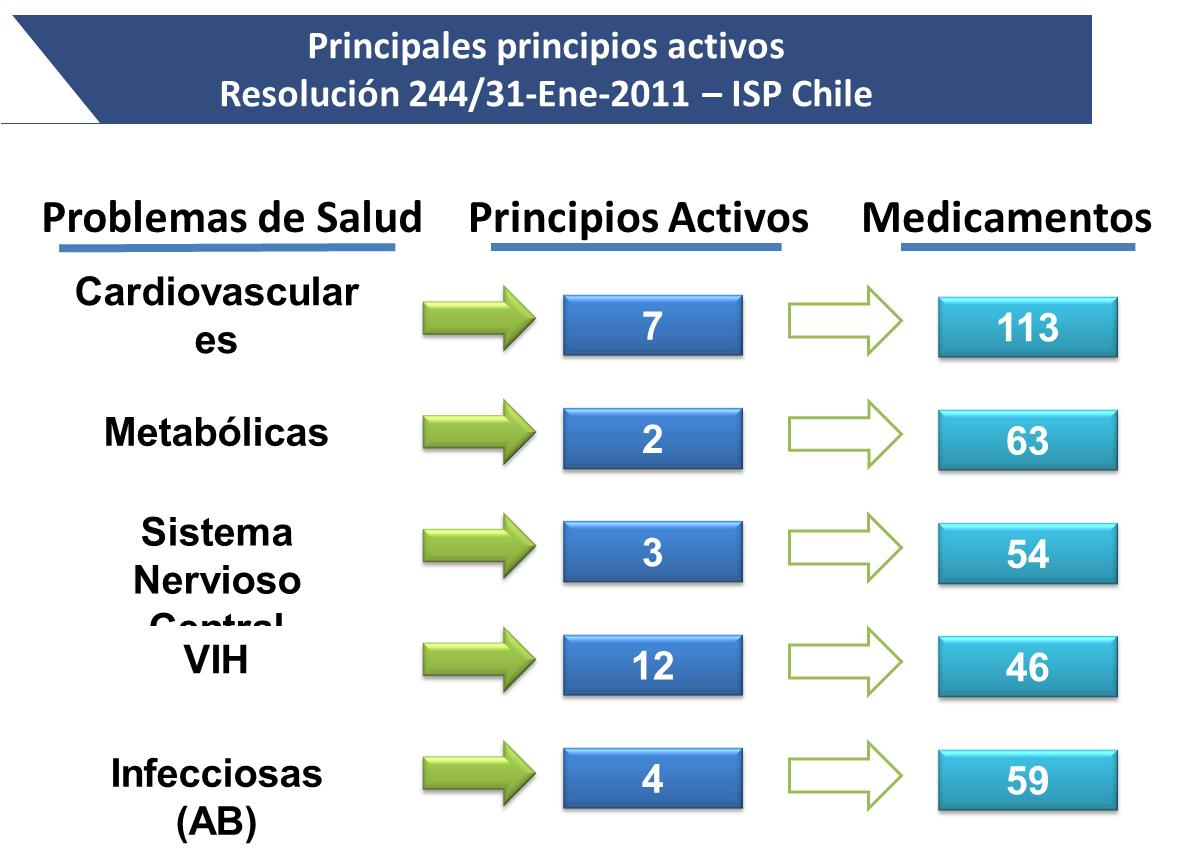 Principales principios activos
Resolución 244/31-Ene-2011 – ISP Chile
Problemas de Salud Principios Activos Medicamentos
Cardiovascular
es
7
113
Metabólicas
2
63
Sistema
Nervioso
Central
3
54
VIH
12
46
Infecciosas
(AB)
4
59